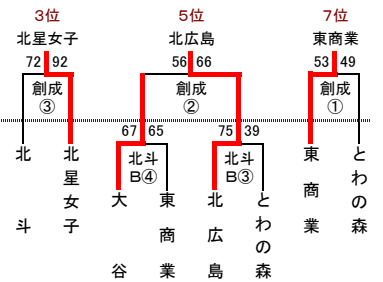 3位 5位 7位
北星女子 北広島 東商業
72 92 56 66 53 49
創成 創成 創成
③ ② ①
67 65 75 39
北斗 北斗
B④ B③
北斗
北星女子
大谷
東商業
北広島
とわの森
東商業
とわの森